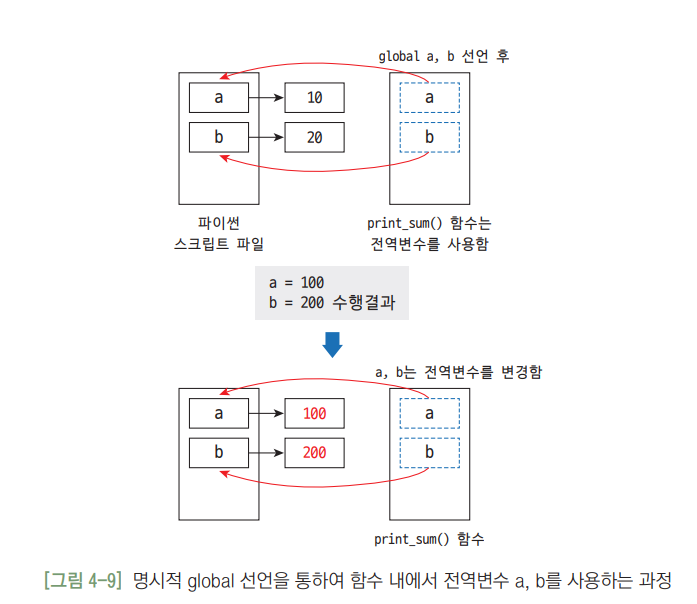 global a, b 선언 후
a
10
a
b
20
b
파이썬
스크립트 파일
print_sum() 함수는
전역변수를 사용함
a = 100
b = 200 수행결과
a, b는 전역변수를 변경함
a
100
a
b
200
b
print_sum() 함수
[그림 4-9] 명시적 global 선언을 통하여 함수 내에서 전역변수 a, b를 사용하는 과정